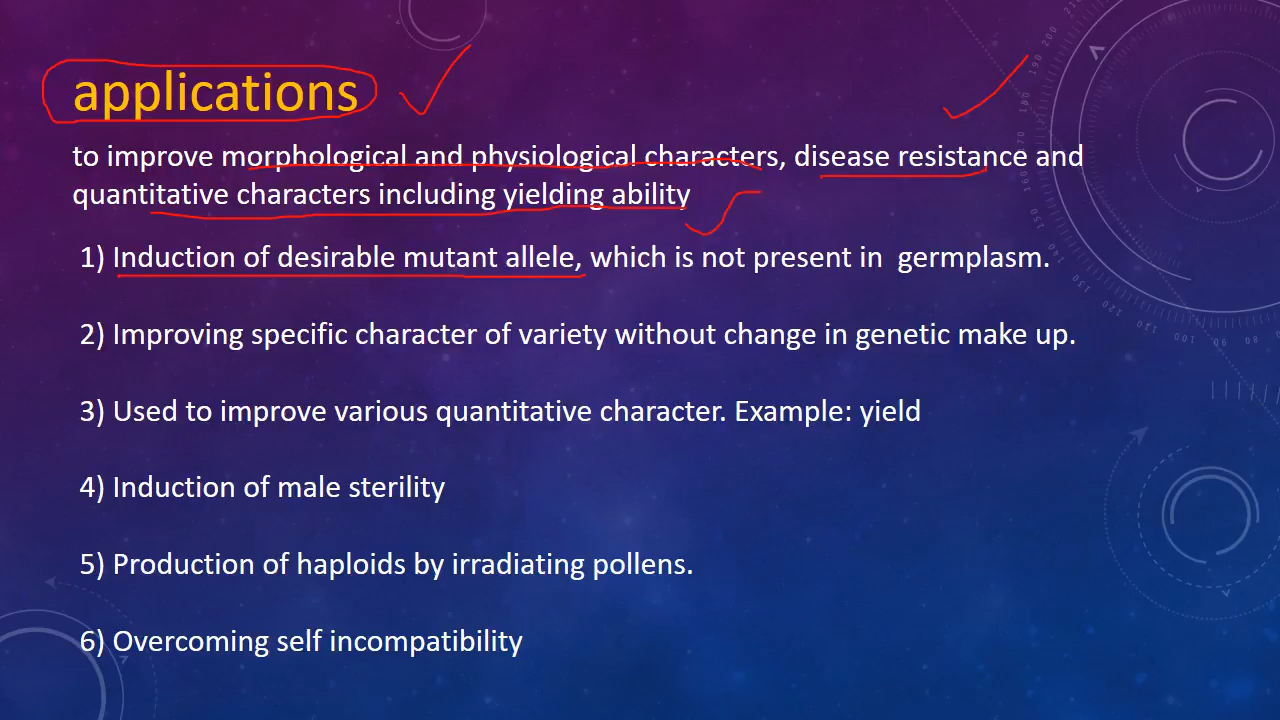 applications
to improve morphological and physiological characters, disease resistance and
quantitative characters including yielding ability
1) Induction of desirable mutant allele, which is not present in germplasm.
2) Improving specific character of variety without change in genetic make up.
3) Used to improve various quantitative character. Example: yield
4) Induction of male sterility
5) Production of haploids by irradiating pollens.
6) Overcoming self incompatibility